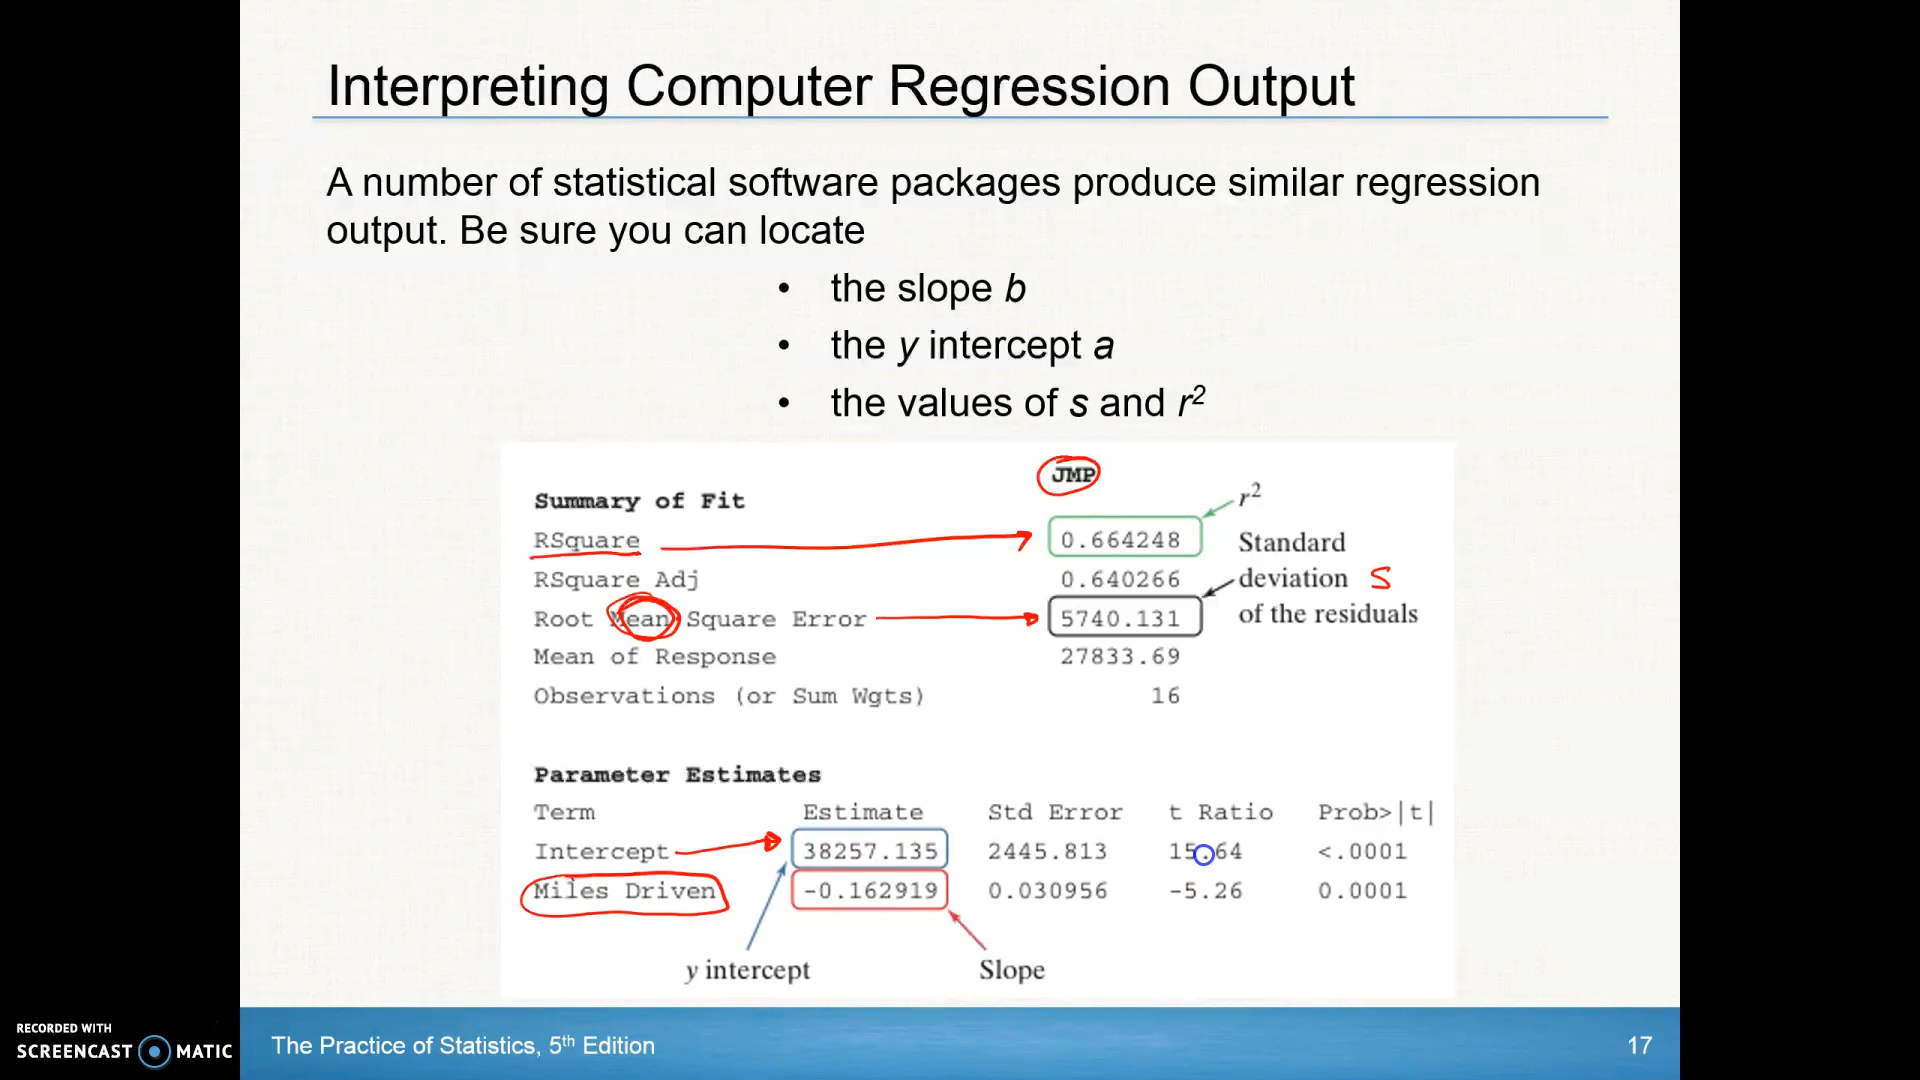 Interpreting Computer Regression Output
A number of statistical software packages produce similar regression
output. Be sure you can locate
• the slope b
• the y intercept a
• the values of s and r²
JMP
Summary of Fit
r²
RSquare 0.664248
Standard
deviation S
of the residuals
RSquare Adj 0.640266
Root Mean Square Error 5740.131
Mean of Response 27833.69
Observations (or Sum Wgts) 16
Parameter Estimates
Term Estimate Std Error t Ratio Prob>|t|
Intercept 38257.135 2445.813 15.64 <.0001
Miles Driven -0.162919 0.030956 -5.26 0.0001
y intercept Slope
RECORDED WITH
SCREENCAST MATIC
The Practice of Statistics, 5th Edition 17